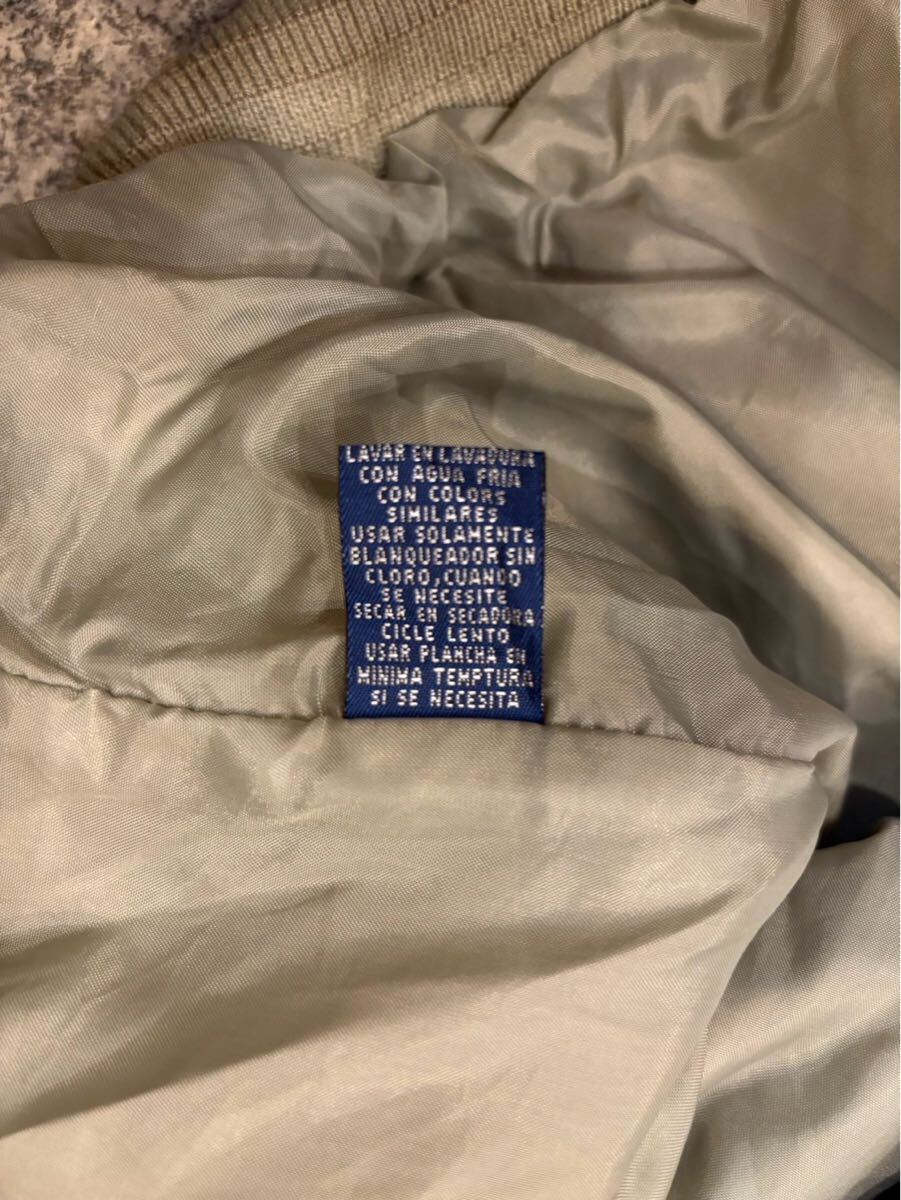 LAVAR EN LAVADORA
CON AGUA FRIA
CON COLORS
SIMILARES
USAR SOLAMENTE
BLANQUEADOR SIN
CLORO,CUANDO
SE NECESITE
SECAR EN SECADORA
CICLE LENTO
USAR PLANCHA EN
MINIMA TEMPTURA
SI SE NECESITA